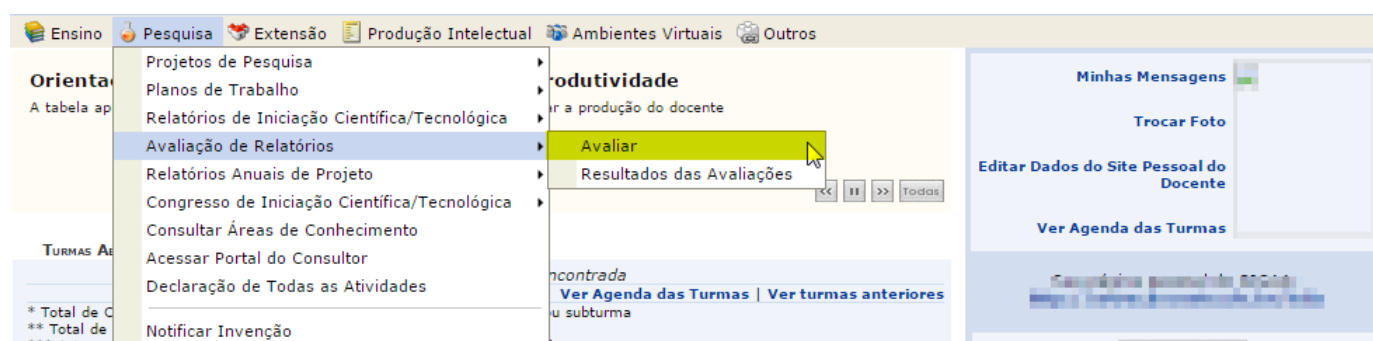 Ensino Pesquisa Extensão Produção Intelectual Ambientes Virtuais Outros
Projetos de Pesquisa
Planos de Trabalho
Relatórios de Iniciação Científica/Tecnológica
Avaliação de Relatórios
Relatórios Anuais de Projeto
Congresso de Iniciação Científica/Tecnológica
Consultar Áreas de Conhecimento
Acessar Portal do Consultor
Declaração de Todas as Atividades
Notificar Invenção
Avaliar
Resultados das Avaliações
A tabela ap
r a produção do docente
<< II >> Todas
Turmas
Ver Agenda das Turmas | Ver turmas anteriores
* Total de
u subturma
** Total de
Minhas Mensagens
Trocar Foto
Editar Dados do Site Pessoal do
Docente
Ver Agenda das Turmas